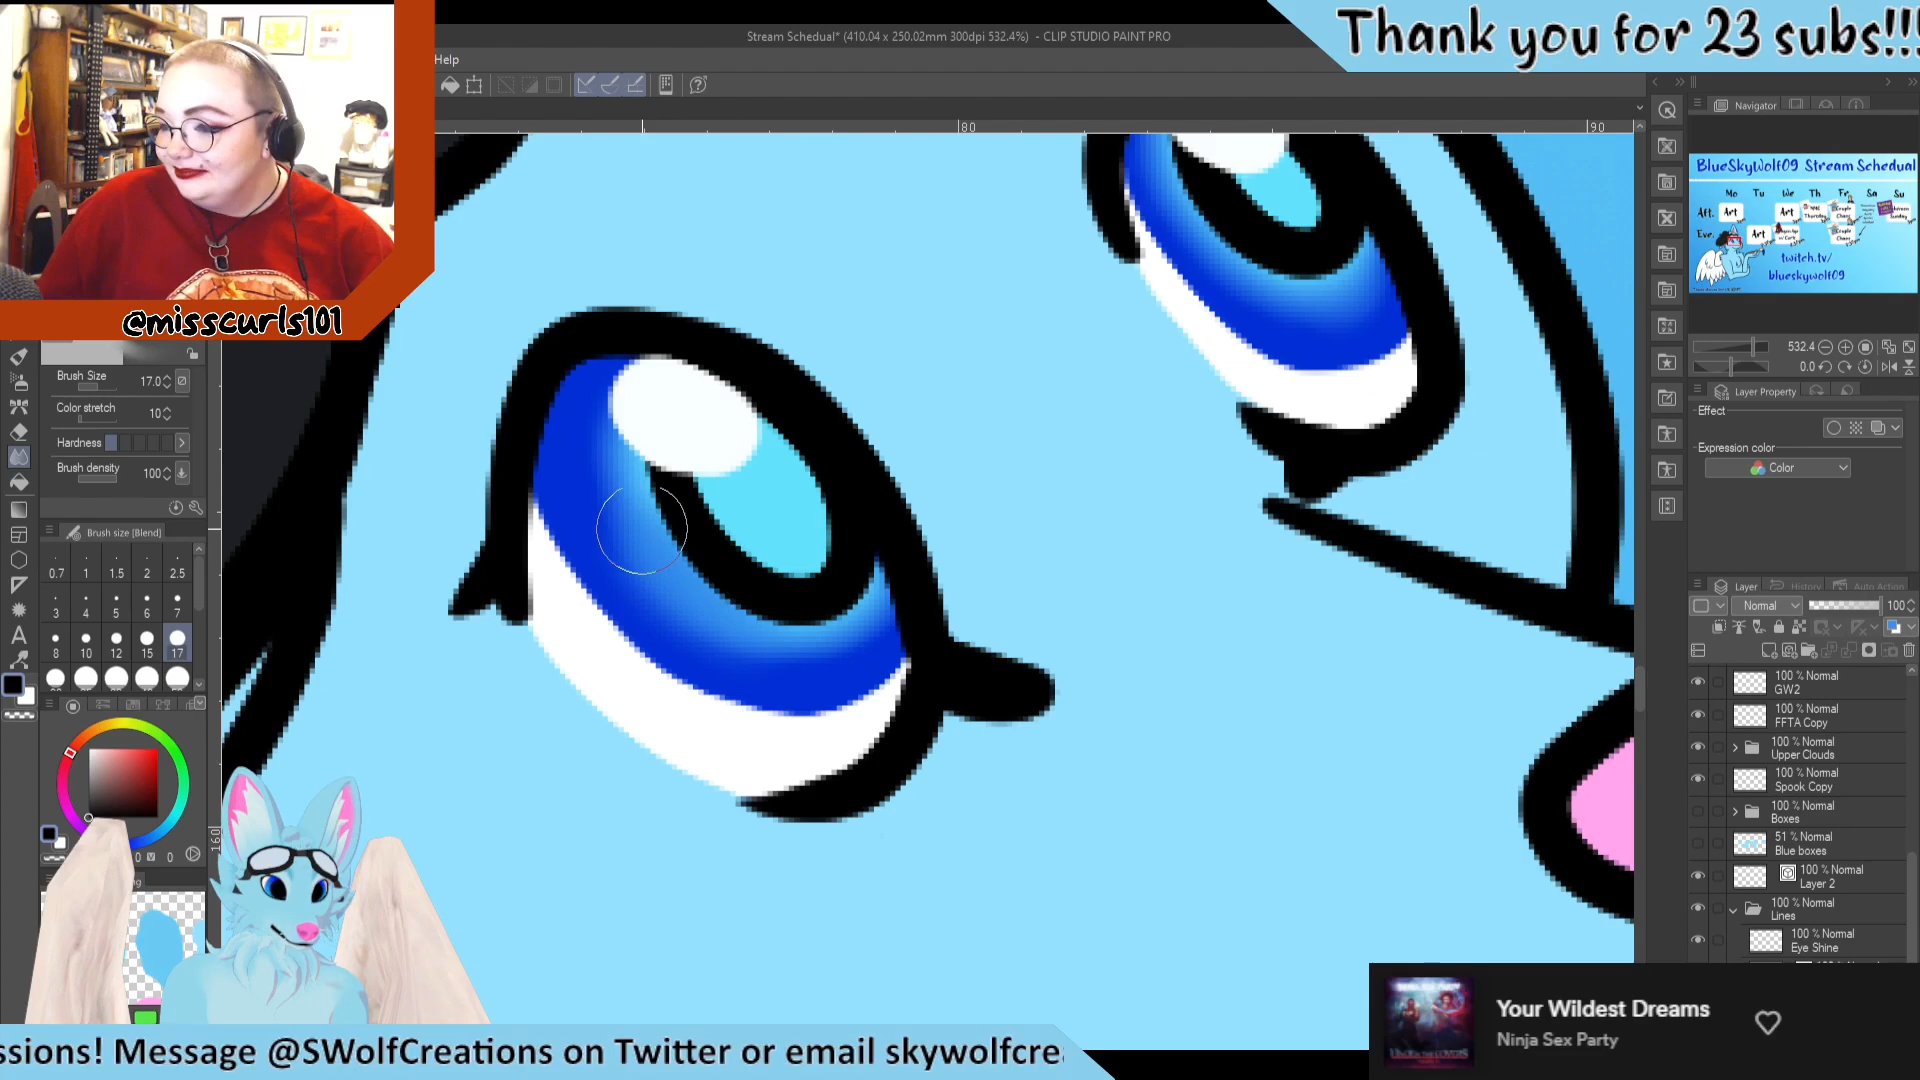 Stream Schedual* (410.04 x 250.02mm 300dpi 532.4%) - CLIP STUDIO PAINT PRO
Thank you for 23 subs!!!
Help
80
90
160
@misscurls101
Brush Size
17.0
Color stretch
10
Hardness
Brush density
100
Brush size [Blend]
0.7 1 1.5 2 2.5
3 4 5 6 7
8 10 12 15 17
0 V 0
Navigator
BlueSkyWolf09 Stream Schedual
Mo Tu We Th Fr Sa Su
Aft. Art Art
Eve. Art
twitch.tv/
blueskywolf09
532.4
0.0
Layer Property
Effect
Expression color
Color
Layer
History
Auto Action
Normal
100
100 % Normal
GW2
100 % Normal
FFTA Copy
100 % Normal
Upper Clouds
100 % Normal
Spook Copy
100 % Normal
Boxes
51 % Normal
Blue boxes
100 % Normal
Layer 2
100 % Normal
Lines
100 % Normal
Eye Shine
Your Wildest Dreams
Ninja Sex Party
ssions! Message @SWolfCreations on Twitter or email skywolfcre